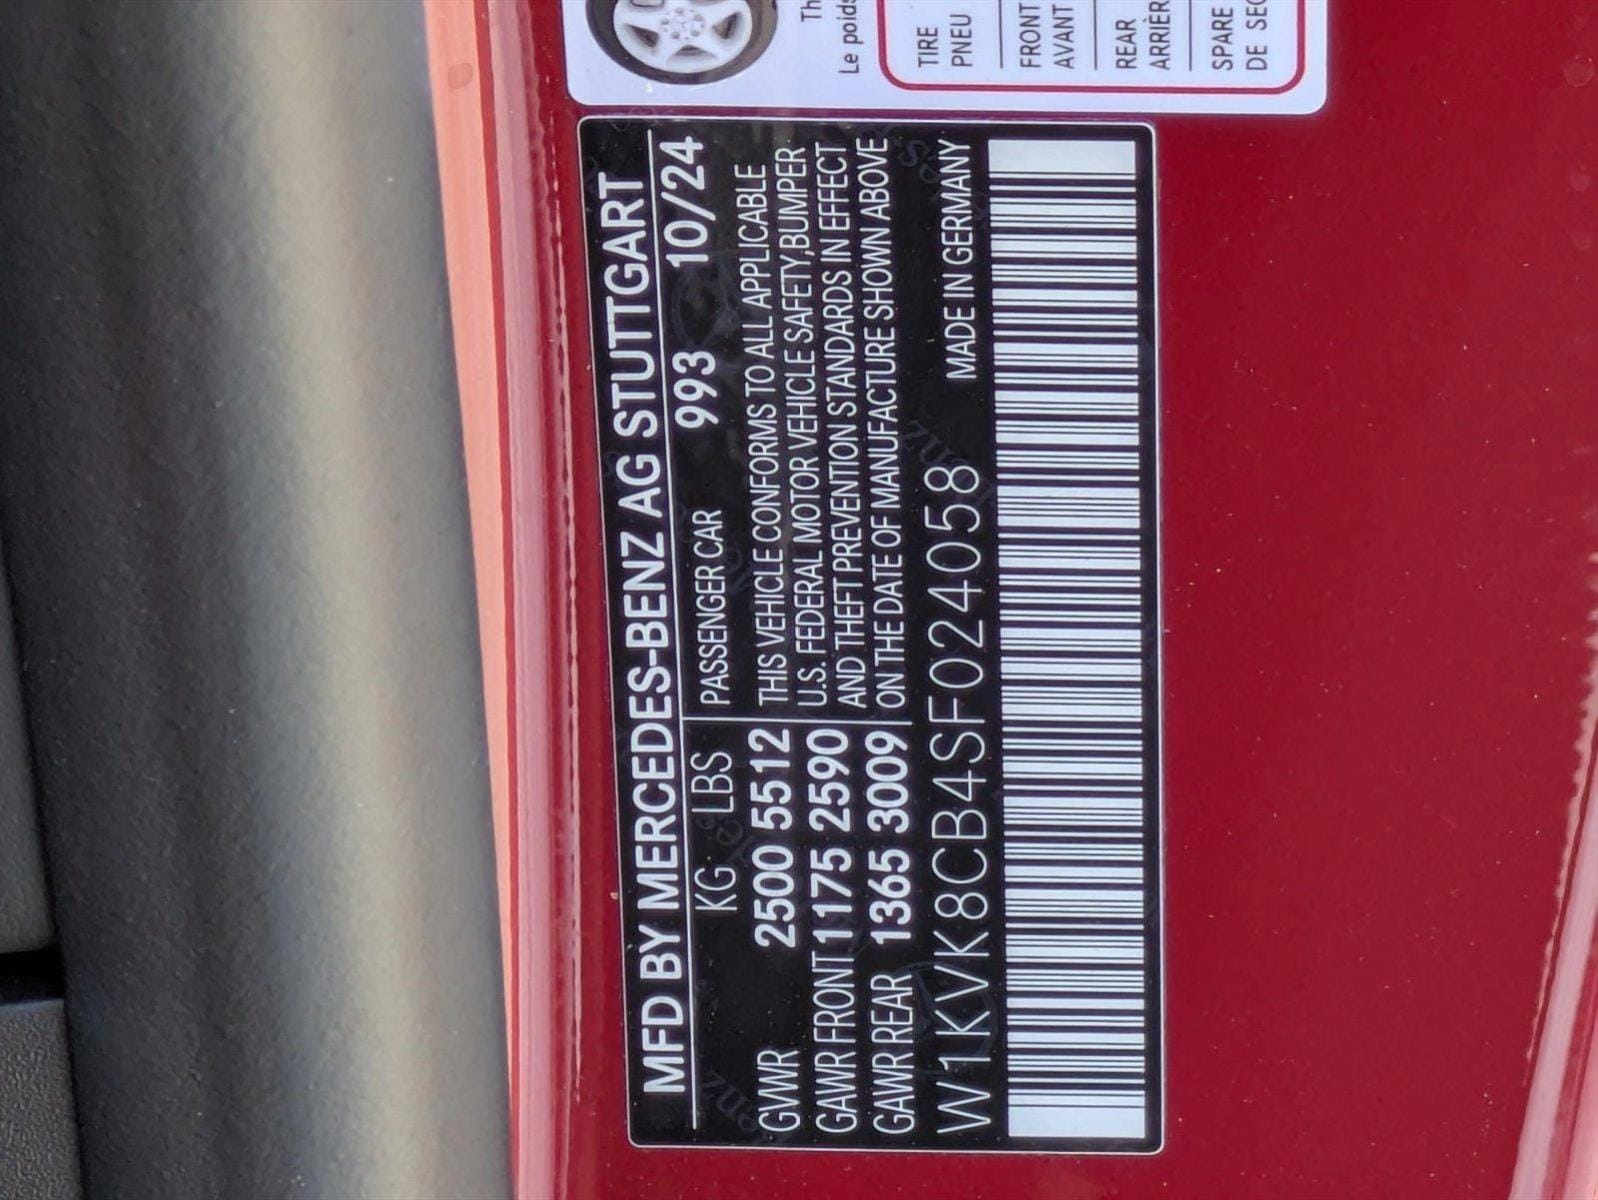 MFD BY MERCEDES-BENZ AG STUTTGART
KG LBS PASSENGER CAR 993 10/24
GVWR 2500 5512
GAWR FRONT 1175 2590
GAWR REAR 1365 3009
THIS VEHICLE CONFORMS TO ALL APPLICABLE
U.S. FEDERAL MOTOR VEHICLE SAFETY,BUMPER
AND THEFT PREVENTION STANDARDS IN EFFECT
ON THE DATE OF MANUFACTURE SHOWN ABOVE
W1KVK8CB4SF024058 MADE IN GERMANY
Le poids
TIRE
PNEU
FRONT
AVANT
REAR
ARRIÈR
SPARE
DE